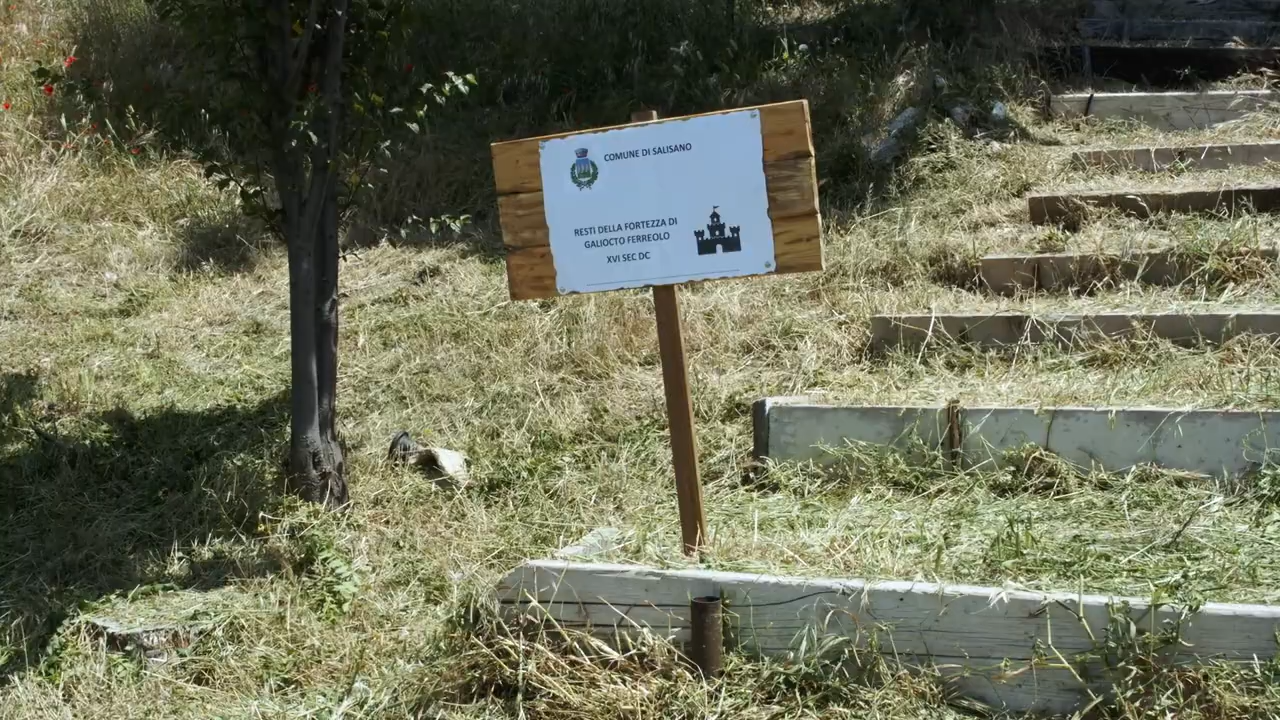 COMUNE DI SALISANO
RESTI DELLA FORTEZZA DI
GALIOCTO FERREOLO
XVI SEC DC